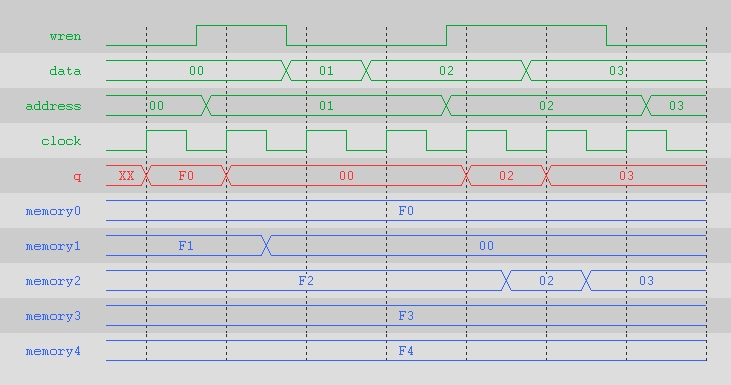 wren
data 00 01 02 03
address 00 01 02 03
clock
q XX F0 00 02 03
memory0 F0
memory1 F1 00
memory2 F2 02 03
memory3 F3
memory4 F4